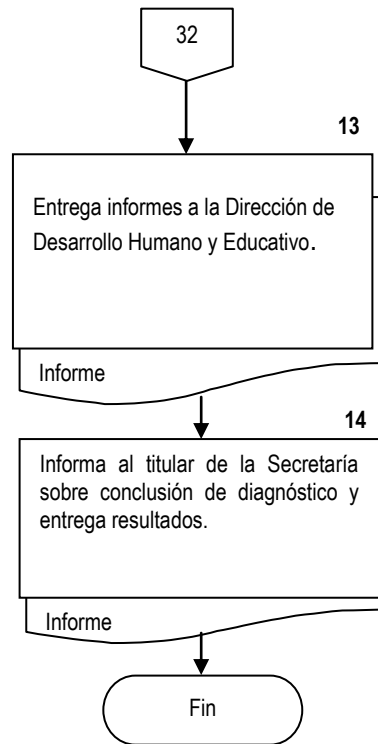 32
13
Entrega informes a la Dirección de
Desarrollo Humano y Educativo.
Informe
14
Informa al titular de la Secretaría
sobre conclusión de diagnóstico y
entrega resultados.
Informe
Fin